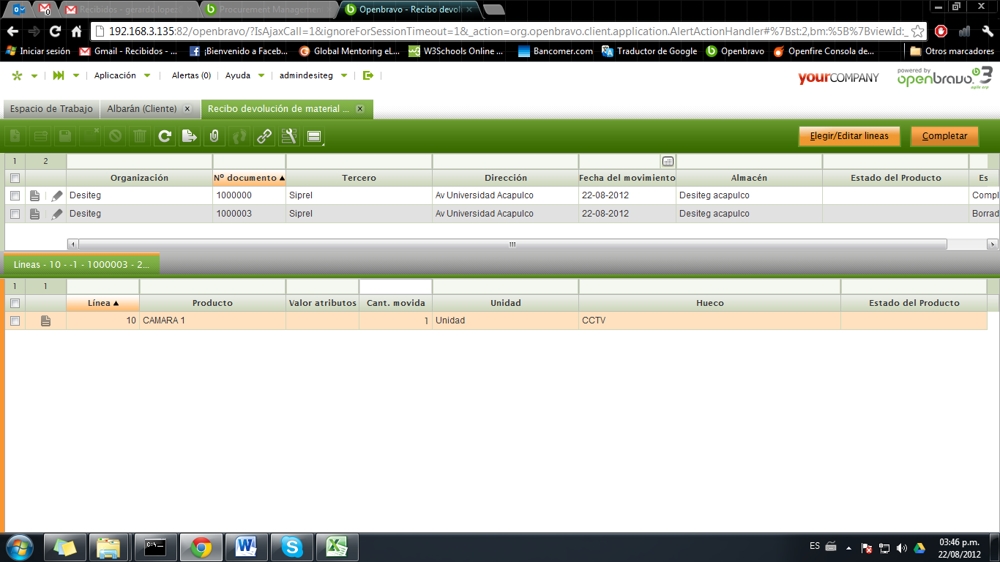 Recibidos - gerardo.lopez
Procurement Management
Openbravo - Recibo devolu
192.168.3.135:82/openbravo/?IsAjaxCall=1&ignoreForSessionTimeout=1&_action=org.openbravo.client.application.AlertActionHandler#%7Bst:2,bm:%5B%7BviewId:_
Iniciar sesión
Gmail - Recibidos - ...
¡Bienvenido a Faceb...
Global Mentoring eL...
W3Schools Online ...
Bancomer.com
Traductor de Google
Openbravo
Openfire Consola de...
Otros marcadores
Aplicación
Alertas (0)
Ayuda
admindesiteg
yourCOMPANY
powered by
openbravo 3
agile erp
Espacio de Trabajo
Albarán (Cliente) x
Recibo devolución de material ... x
Elegir/Editar lineas
Completar
1 2
Organización Nº documento Tercero Dirección Fecha del movimiento Almacén Estado del Producto Es
Desiteg 1000000 Siprel Av Universidad Acapulco 22-08-2012 Desiteg acapulco Compl
Desiteg 1000003 Siprel Av Universidad Acapulco 22-08-2012 Desiteg acapulco Borrad
Líneas - 10 - -1 - 1000003 - 2...
1 1
Línea Producto Valor atributos Cant. movida Unidad Hueco Estado del Producto
10 CAMARA 1 1 Unidad CCTV
ES
03:46 p.m.
22/08/2012